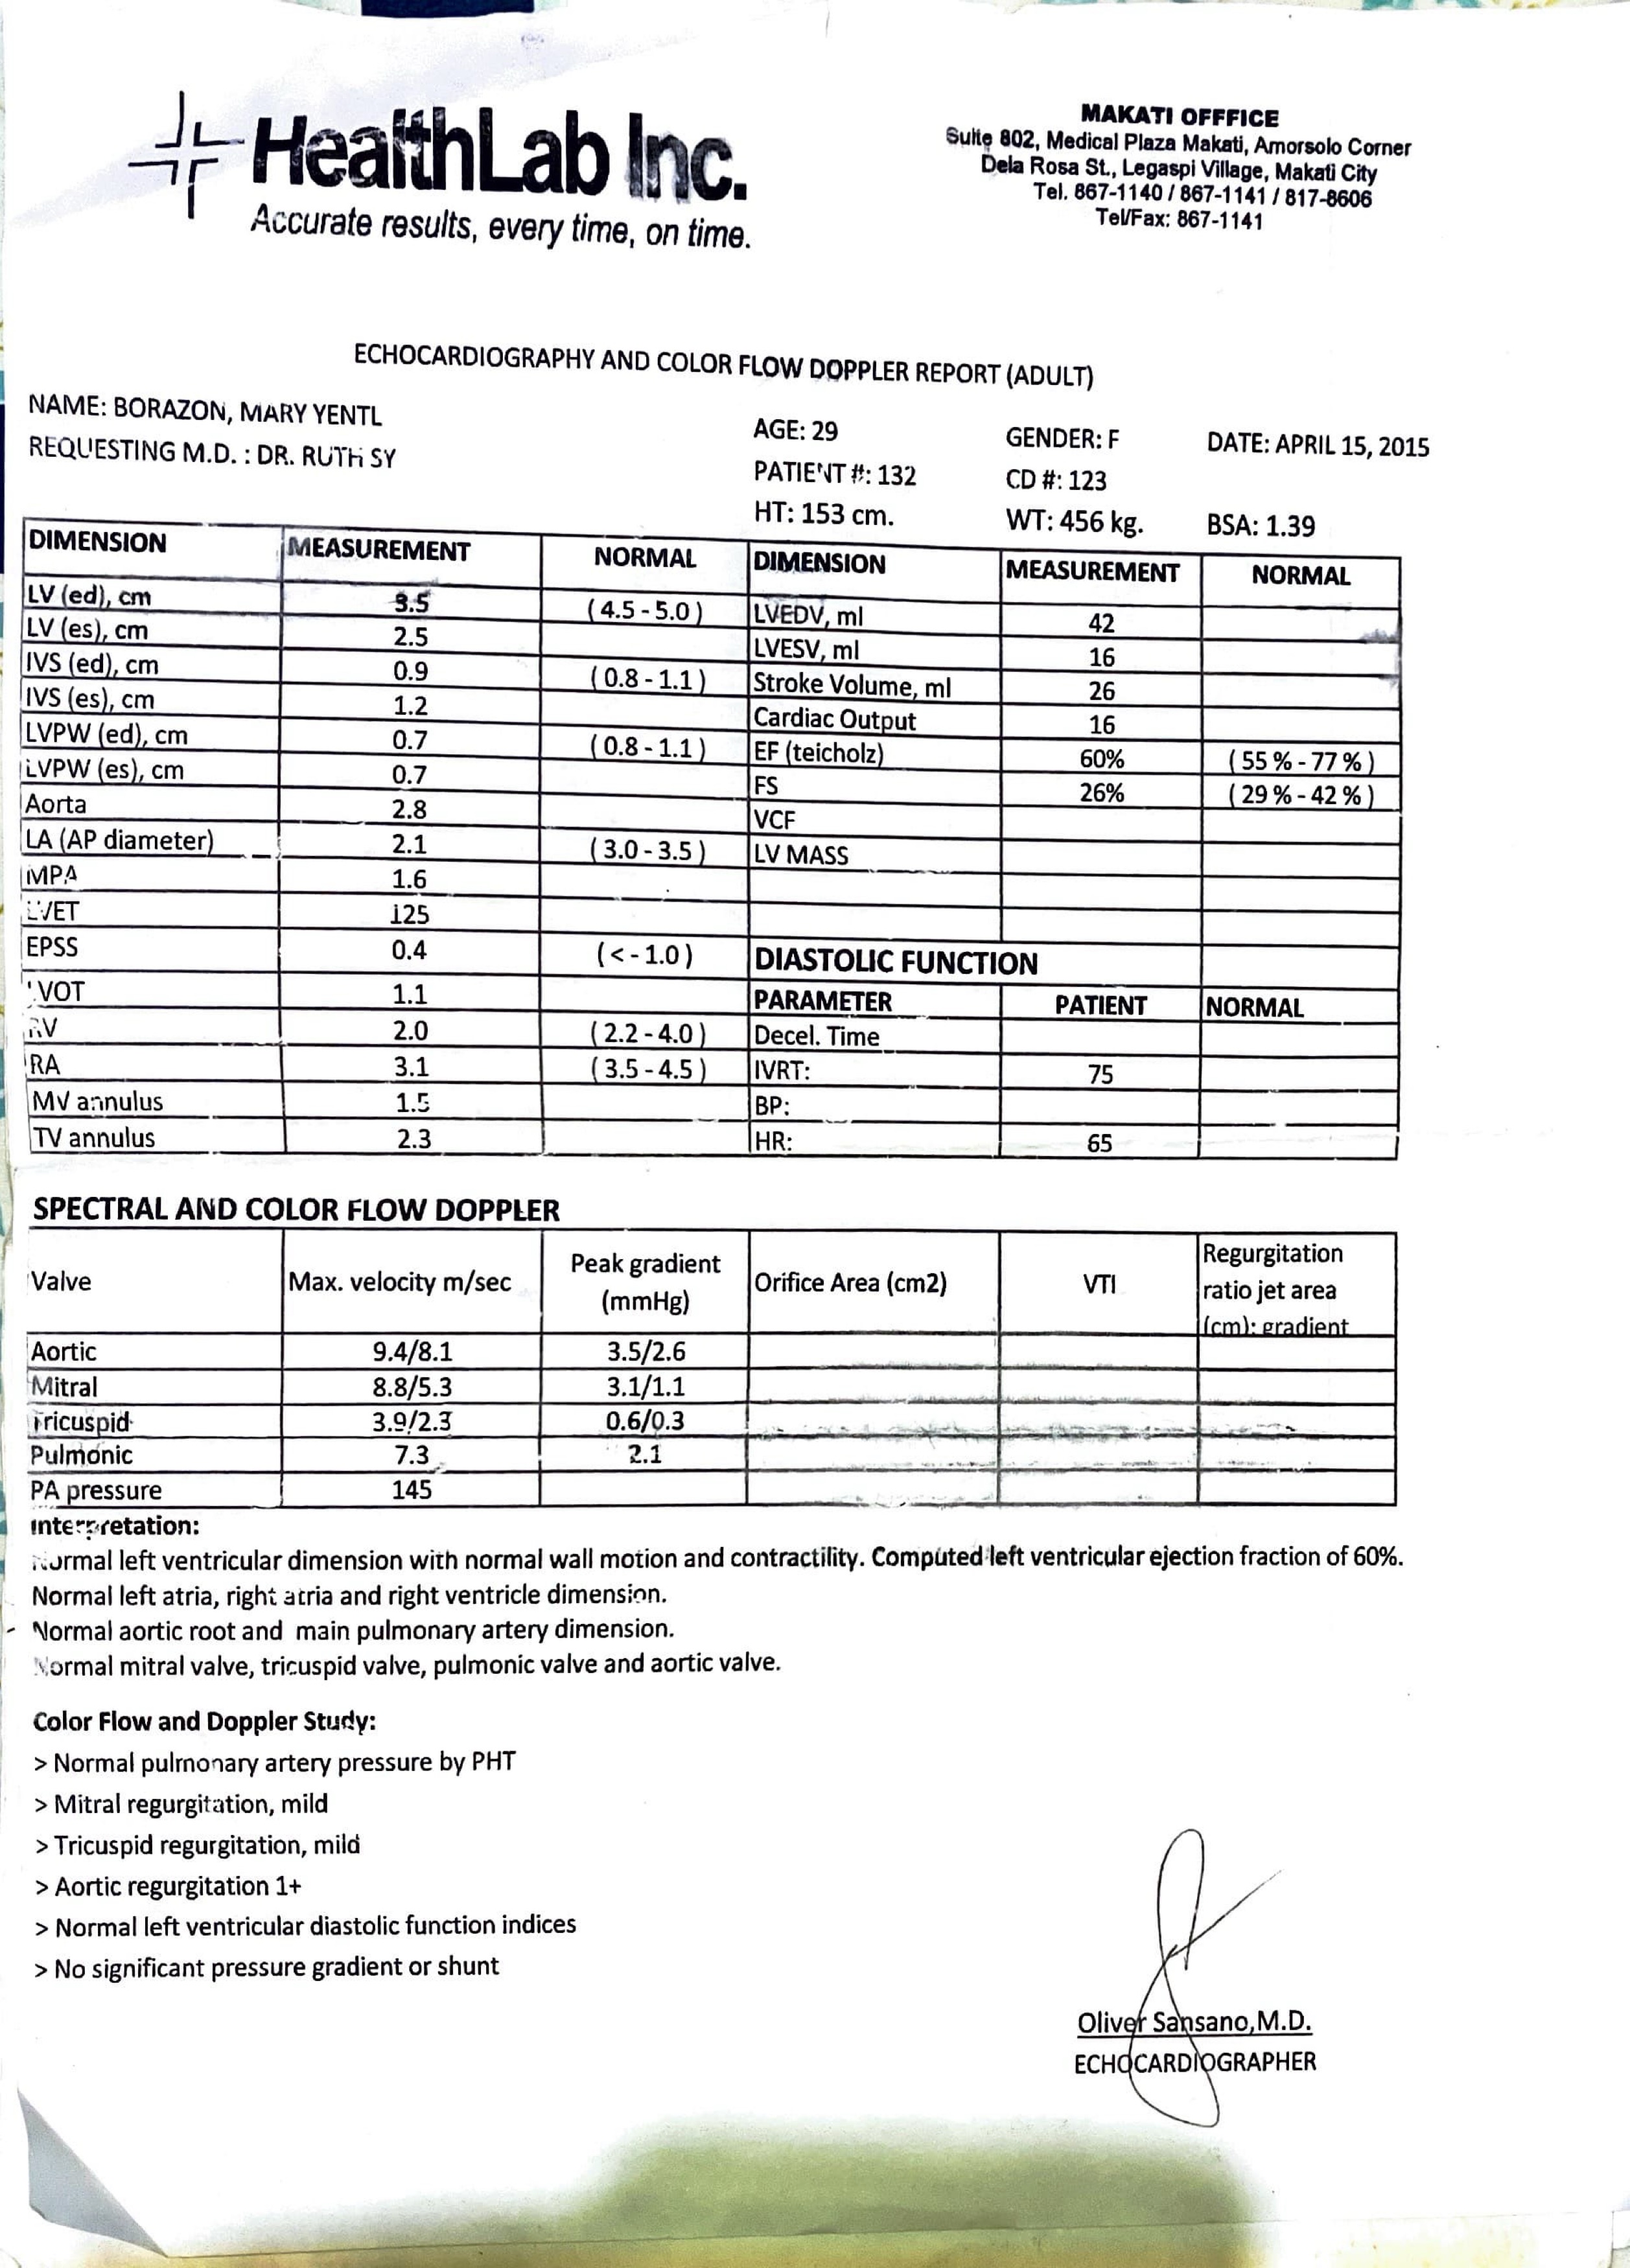 HealthLab Inc.
Accurate results, every time, on time.
MAKATI OFFFICE
Suite 802, Medical Plaza Makati, Amorsolo Corner
Dela Rosa St., Legaspi Village, Makati City
Tel. 867-1140 / 867-1141 / 817-8606
Tel/Fax: 867-1141
ECHOCARDIOGRAPHY AND COLOR FLOW DOPPLER REPORT (ADULT)
NAME: BORAZON, MARY YENTL
REQUESTING M.D. : DR. RUTH SY
AGE: 29 GENDER: F DATE: APRIL 15, 2015
PATIENT #: 132 CD #: 123
HT: 153 cm. WT: 456 kg. BSA: 1.39
DIMENSION MEASUREMENT NORMAL DIMENSION MEASUREMENT NORMAL
LV (ed), cm 3.5 ( 4.5 - 5.0 ) LVEDV, ml 42
LV (es), cm 2.5 LVESV, ml 16
IVS (ed), cm 0.9 ( 0.8 - 1.1 ) Stroke Volume, ml 26
IVS (es), cm 1.2 Cardiac Output 16
LVPW (ed), cm 0.7 ( 0.8 - 1.1 ) EF (teicholz) 60% ( 55 % - 77 % )
LVPW (es), cm 0.7 FS 26% ( 29 % - 42 % )
Aorta 2.8 VCF
LA (AP diameter) 2.1 ( 3.0 - 3.5 ) LV MASS
MPA 1.6
LVET 125
EPSS 0.4 ( < - 1.0 ) DIASTOLIC FUNCTION
VOT 1.1 PARAMETER PATIENT NORMAL
RV 2.0 ( 2.2 - 4.0 ) Decel. Time
RA 3.1 ( 3.5 - 4.5 ) IVRT: 75
MV annulus 1.5 BP:
TV annulus 2.3 HR: 65
SPECTRAL AND COLOR FLOW DOPPLER
Valve Max. velocity m/sec Peak gradient (mmHg) Orifice Area (cm2) VTI Regurgitation ratio jet area (cm): gradient
Aortic 9.4/8.1 3.5/2.6
Mitral 8.8/5.3 3.1/1.1
Tricuspid 3.9/2.3 0.6/0.3
Pulmonic 7.3 2.1
PA pressure 145
Interpretation:
Normal left ventricular dimension with normal wall motion and contractility. Computed left ventricular ejection fraction of 60%.
Normal left atria, right atria and right ventricle dimension.
Normal aortic root and main pulmonary artery dimension.
Normal mitral valve, tricuspid valve, pulmonic valve and aortic valve.
Color Flow and Doppler Study:
> Normal pulmonary artery pressure by PHT
> Mitral regurgitation, mild
> Tricuspid regurgitation, mild
> Aortic regurgitation 1+
> Normal left ventricular diastolic function indices
> No significant pressure gradient or shunt
Oliver Sansano,M.D.
ECHOCARDIOGRAPHER